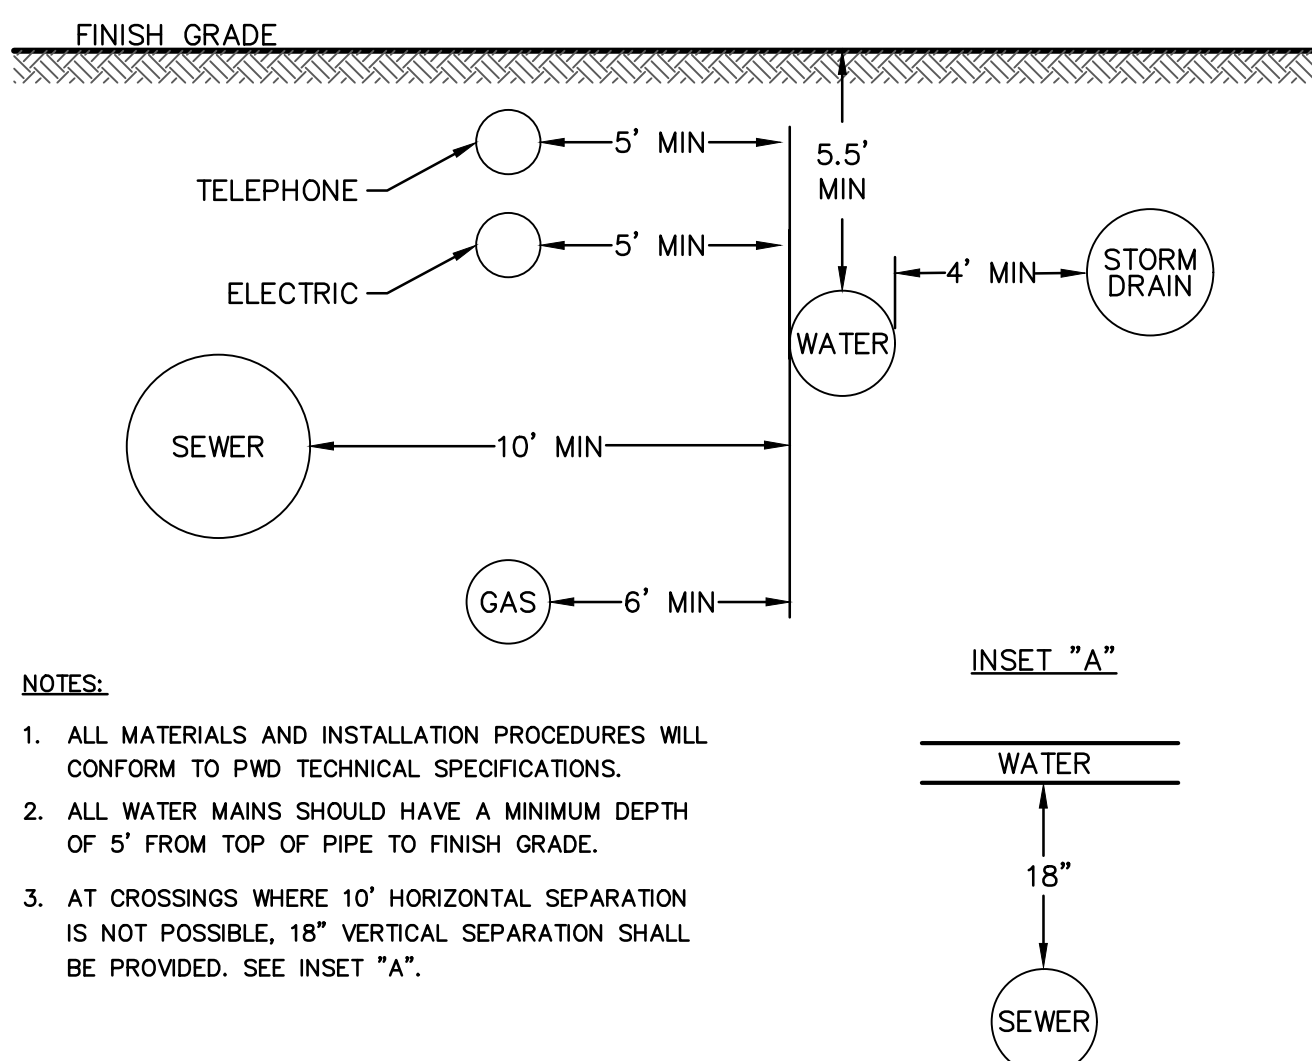 FINISH GRADE
5' MIN
5.5'
MIN
TELEPHONE
5' MIN
ELECTRIC
4' MIN
STORM
DRAIN
WATER
SEWER
10' MIN
GAS
6' MIN
NOTES:
1. ALL MATERIALS AND INSTALLATION PROCEDURES WILL
CONFORM TO PWD TECHNICAL SPECIFICATIONS.
2. ALL WATER MAINS SHOULD HAVE A MINIMUM DEPTH
OF 5' FROM TOP OF PIPE TO FINISH GRADE.
3. AT CROSSINGS WHERE 10' HORIZONTAL SEPARATION
IS NOT POSSIBLE, 18" VERTICAL SEPARATION SHALL
BE PROVIDED. SEE INSET "A".
INSET "A"
WATER
18"
SEWER